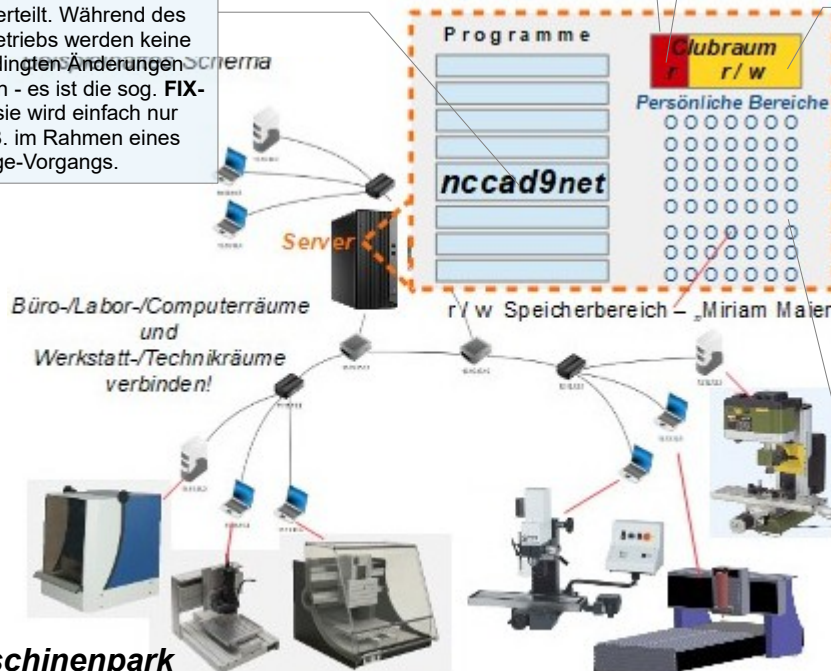 erteilt. Während des
etriebs werden keine
lingten Änderungen
n - es ist die sog. FIX-
sie wird einfach nur
B. im Rahmen eines
ge-Vorgangs.
Schema
Programme
nccad9net
Clubraum
r r/w
Persönliche Bereiche
Server
r/w Speicherbereich – „Miriam Maier
Büro-/Labor-/Computerräume
und
Werkstatt-/Technikräume
verbinden!
schinenpark